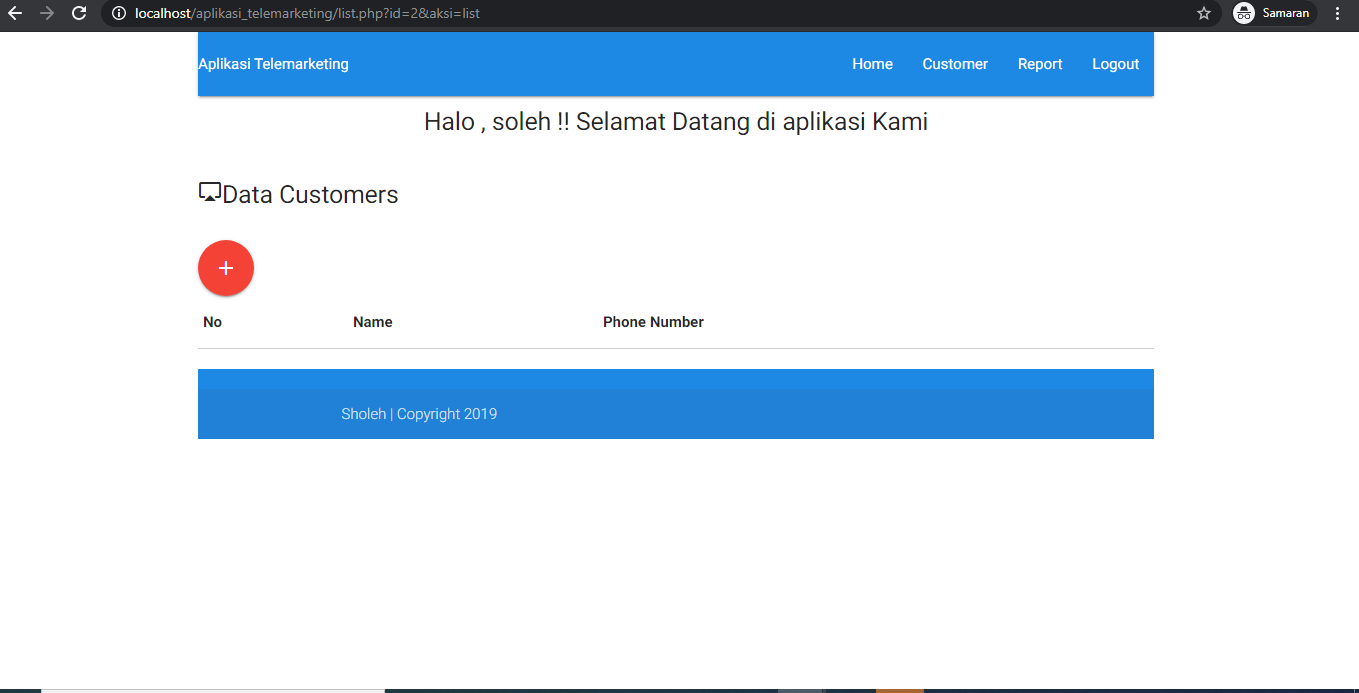 localhost/aplikasi_telemarketing/list.php?id=2&aksi=list Samaran
Aplikasi Telemarketing Home Customer Report Logout
Halo , soleh !! Selamat Datang di aplikasi Kami
Data Customers
+
No Name Phone Number
Sholeh | Copyright 2019